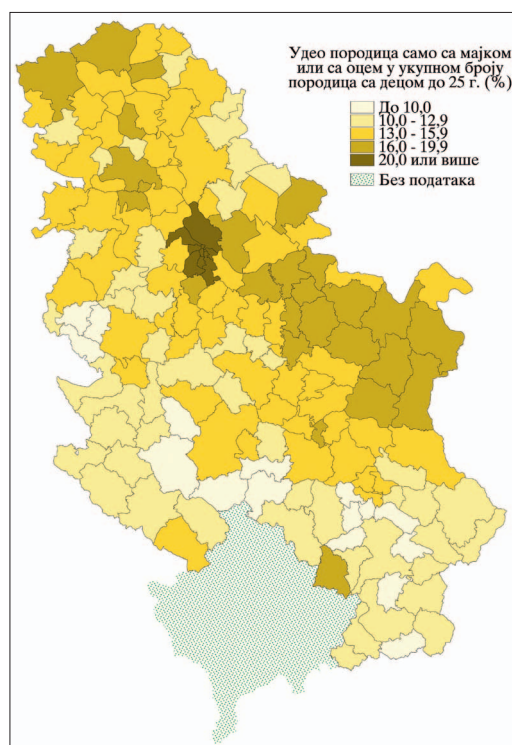 Удео породица само са мајком
или са оцем у укупном броју
породица са децом до 25 г. (%)
До 10,0
10,0 - 12,9
13,0 - 15,9
16,0 - 19,9
20,0 или више
Без података